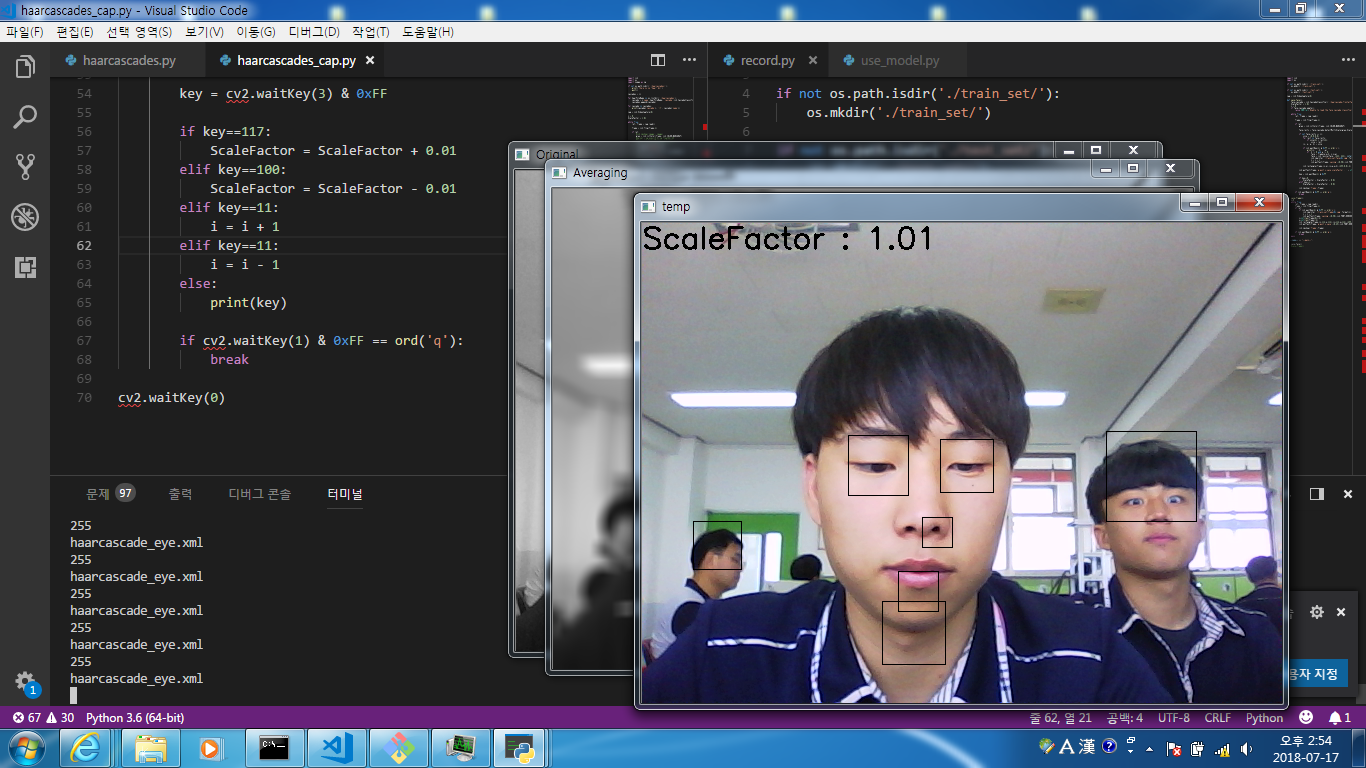 haarcascades_cap.py - Visual Studio Code
파일(F) 편집(E) 선택 영역(S) 보기(V) 이동(G) 디버그(D) 작업(T) 도움말(H)
haarcascades.py haarcascades_cap.py record.py use_model.py
54 key = cv2.waitKey(3) & 0xFF
55
56 if key==117:
57 ScaleFactor = ScaleFactor + 0.01
58 elif key==100:
59 ScaleFactor = ScaleFactor - 0.01
60 elif key==11:
61 i = i + 1
62 elif key==11:
63 i = i - 1
64 else:
65 print(key)
66
67 if cv2.waitKey(1) & 0xFF == ord('q'):
68 break
69
70 cv2.waitKey(0)
4 if not os.path.isdir('./train_set/'):
5 os.mkdir('./train_set/')
6
Original
Averaging
temp
ScaleFactor : 1.01
문제 97 출력 디버그 콘솔 터미널
255
haarcascade_eye.xml
255
haarcascade_eye.xml
255
haarcascade_eye.xml
255
haarcascade_eye.xml
255
haarcascade_eye.xml
용자 지정
1
67 30 Python 3.6 (64-bit) 줄 62, 열 21 공백: 4 UTF-8 CRLF Python 1
A 漢
오후 2:54
2018-07-17